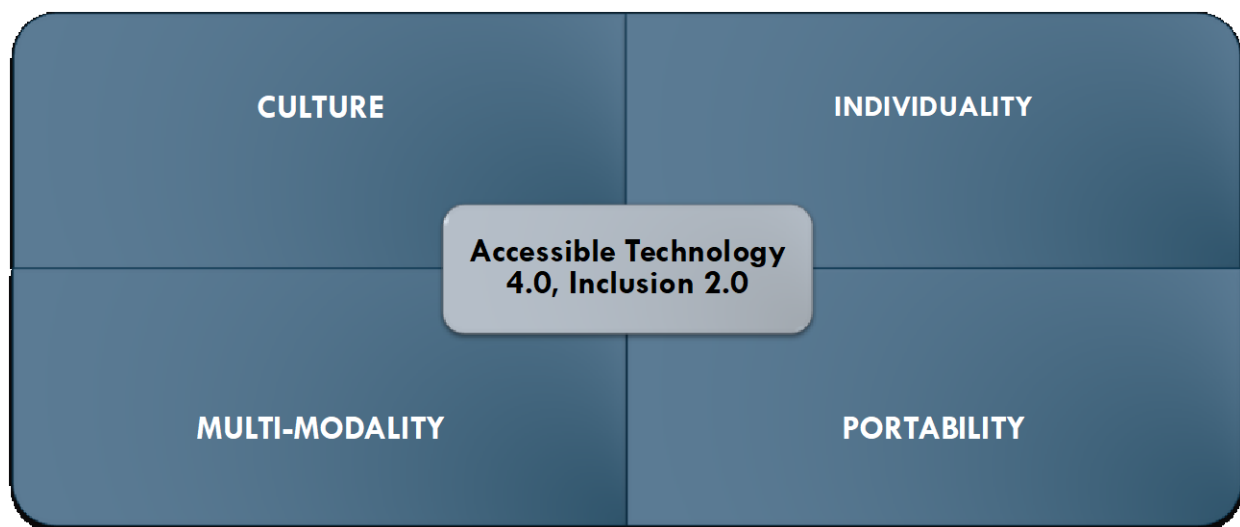 CULTURE
INDIVIDUALITY
Accessible Technology
4.0, Inclusion 2.0
MULTI-MODALITY
PORTABILITY